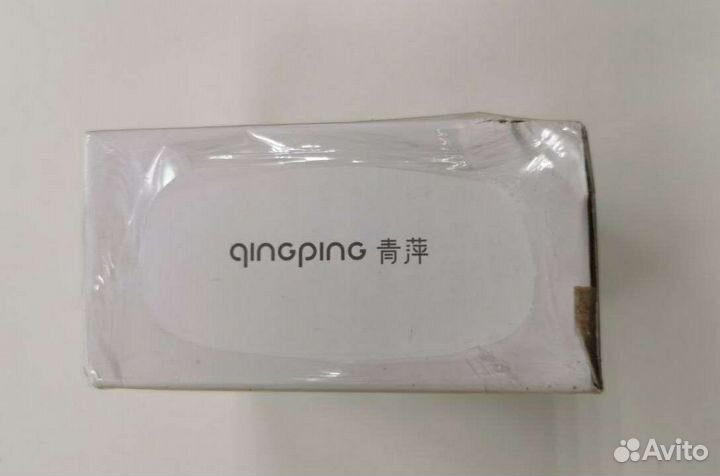 qingping 青萍
Avito